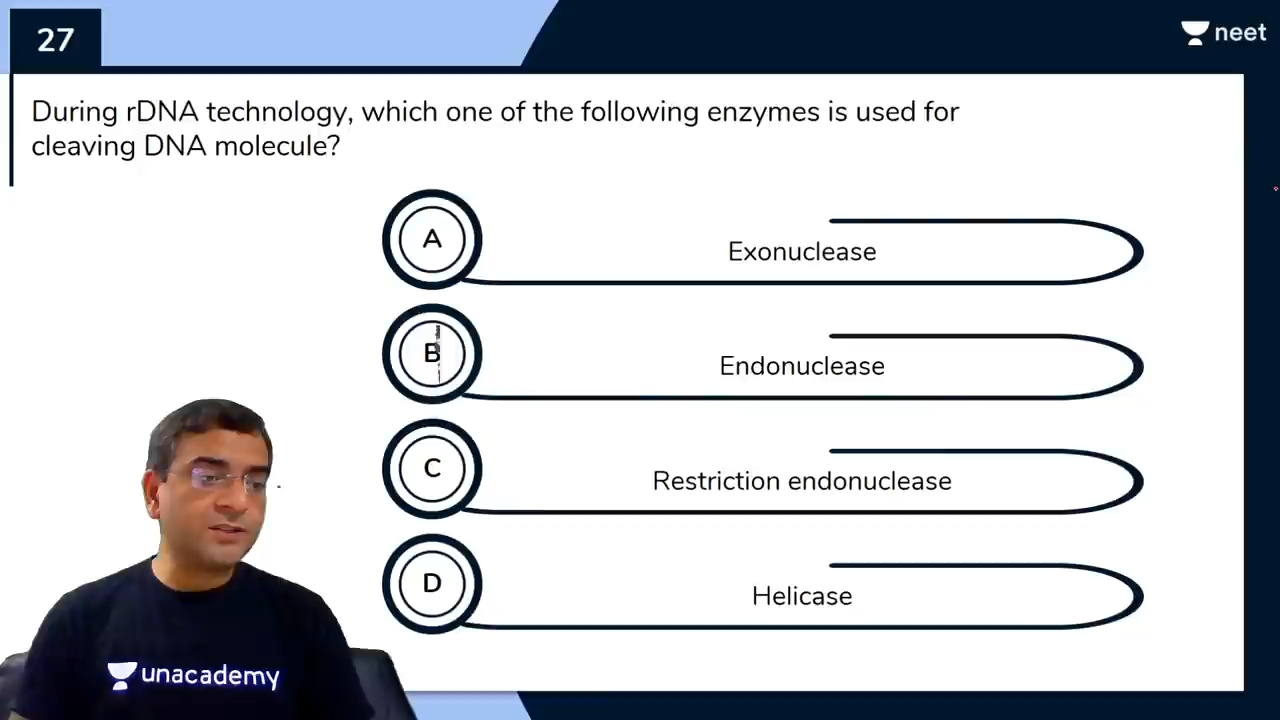 27
neet
During rDNA technology, which one of the following enzymes is used for
cleaving DNA molecule?
A
Exonuclease
B
Endonuclease
C
Restriction endonuclease
D
Helicase
unacademy